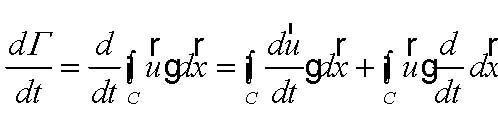 dΓ/dt = d/dt ∮_C u⃗ · dx⃗ = ∮_C du⃗/dt · dx⃗ + ∮_C u⃗ · d/dt dx⃗